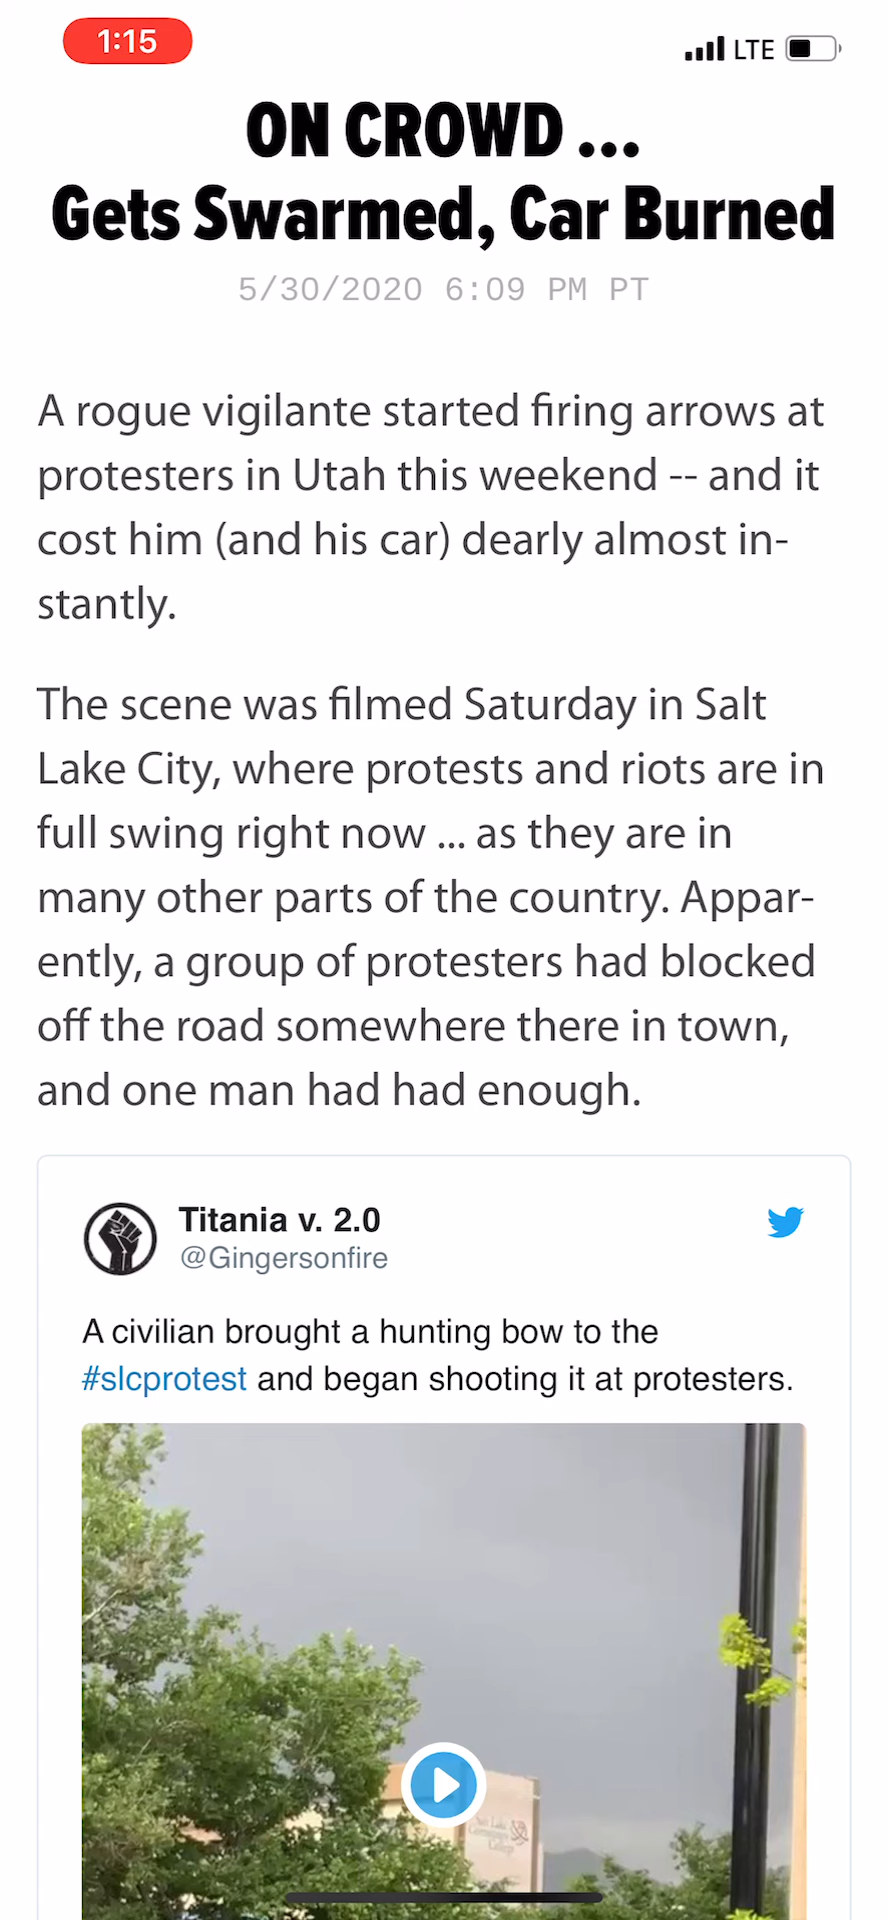 1:15
LTE
ON CROWD ...
Gets Swarmed, Car Burned
5/30/2020 6:09 PM PT
A rogue vigilante started firing arrows at
protesters in Utah this weekend -- and it
cost him (and his car) dearly almost in-
stantly.
The scene was filmed Saturday in Salt
Lake City, where protests and riots are in
full swing right now ... as they are in
many other parts of the country. Appar-
ently, a group of protesters had blocked
off the road somewhere there in town,
and one man had had enough.
Titania v. 2.0
@Gingersonfire
A civilian brought a hunting bow to the
#slcprotest and began shooting it at protesters.
Salt Lake
Community
College